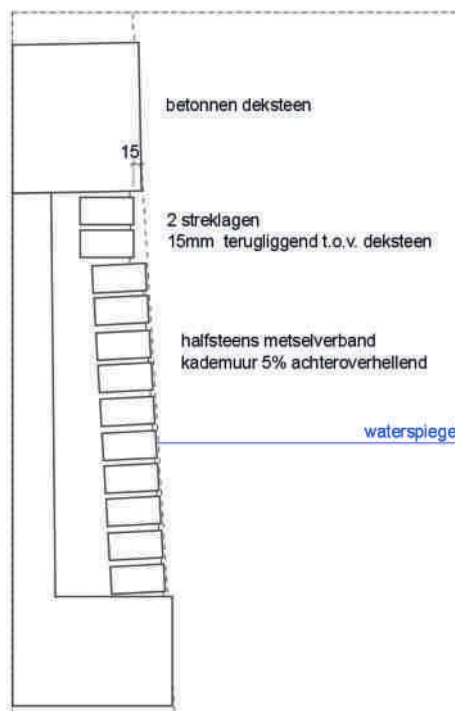 betonnen deksteen
15
2 streklagen
15mm terugliggend t.o.v. deksteen
halfsteens metselverband
kademuur 5% achteroverhellend
waterspiege